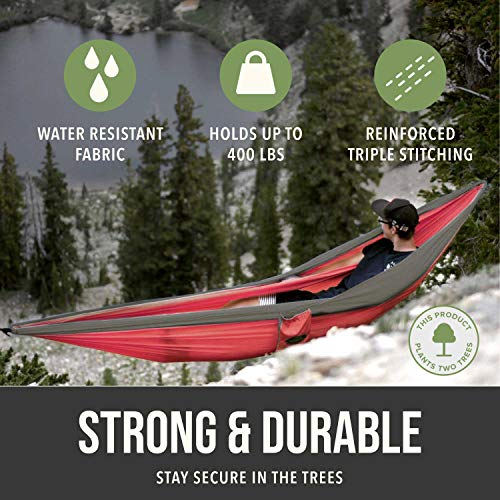 WATER RESISTANT
FABRIC
HOLDS UP TO
400 LBS
REINFORCED
TRIPLE STITCHING
THIS PRODUCT
PLANTS TWO TREES
STRONG & DURABLE
STAY SECURE IN THE TREES